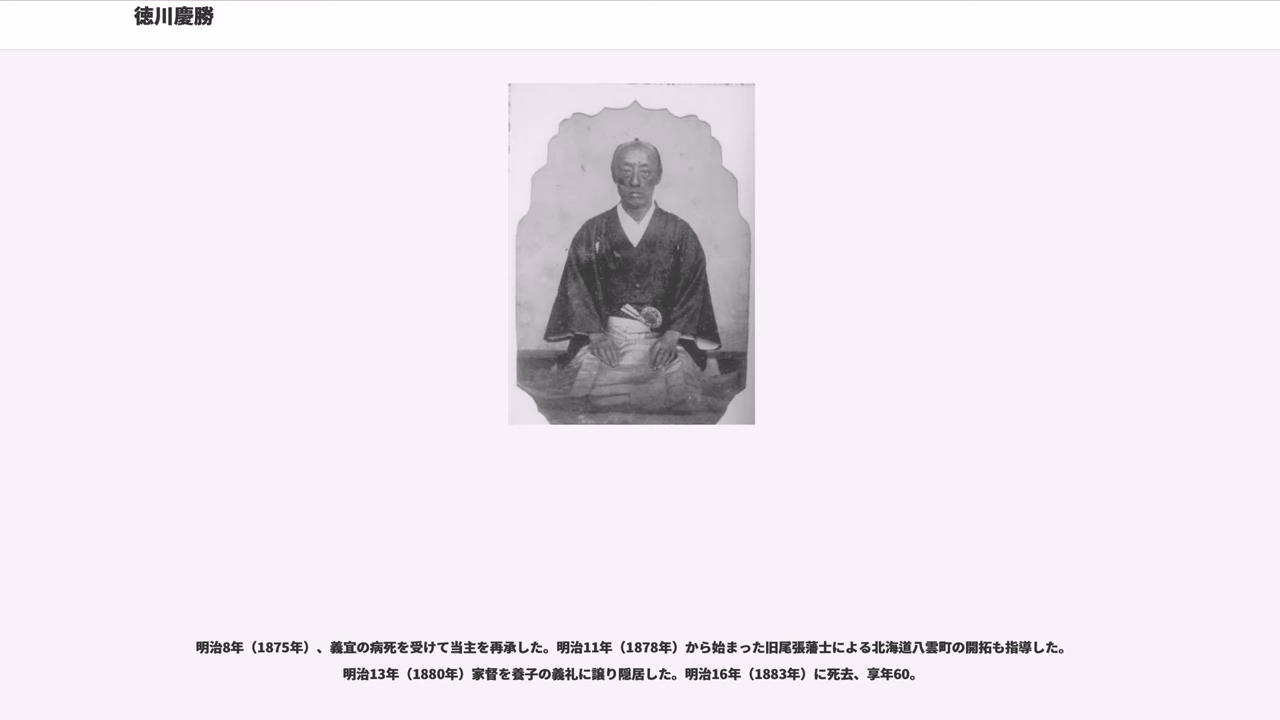 徳川慶勝
明治8年（1875年）、義宜の病死を受けて当主を再承した。明治11年（1878年）から始まった旧尾張藩士による北海道八雲町の開拓も指導した。
明治13年（1880年）家督を養子の義礼に譲り隠居した。明治16年（1883年）に死去、享年60。